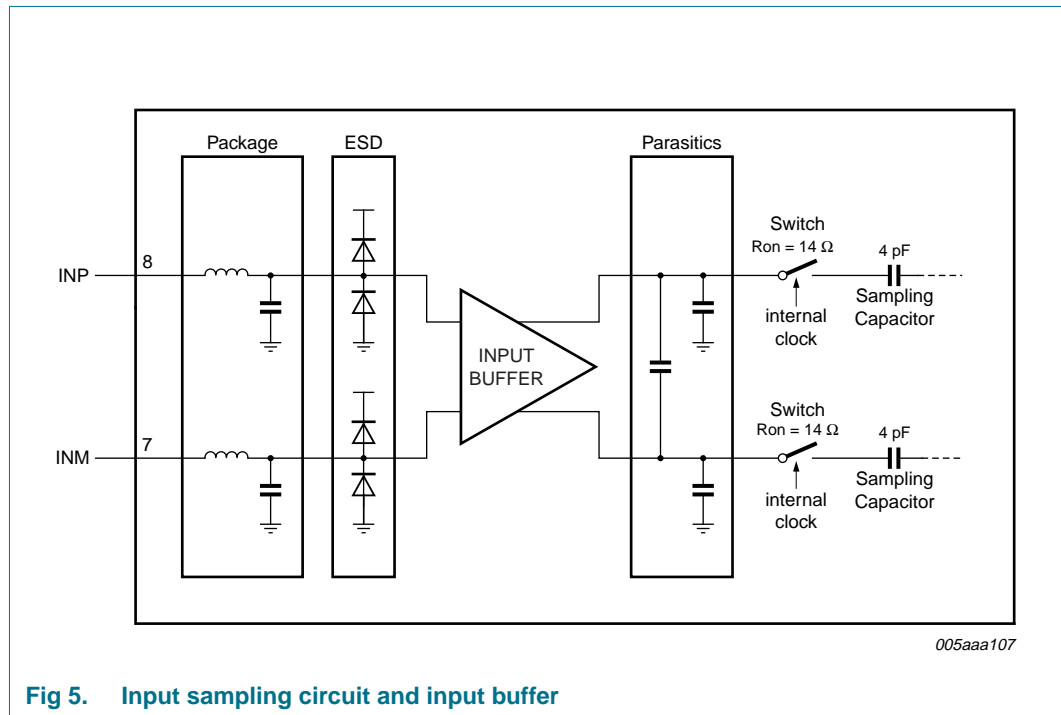 Package
ESD
Parasitics
Switch
Ron = 14 Ω
4 pF
INP
8
internal
clock
Sampling
Capacitor
INPUT
BUFFER
Switch
Ron = 14 Ω
4 pF
INM
7
internal
clock
Sampling
Capacitor
005aaa107
Fig 5. Input sampling circuit and input buffer